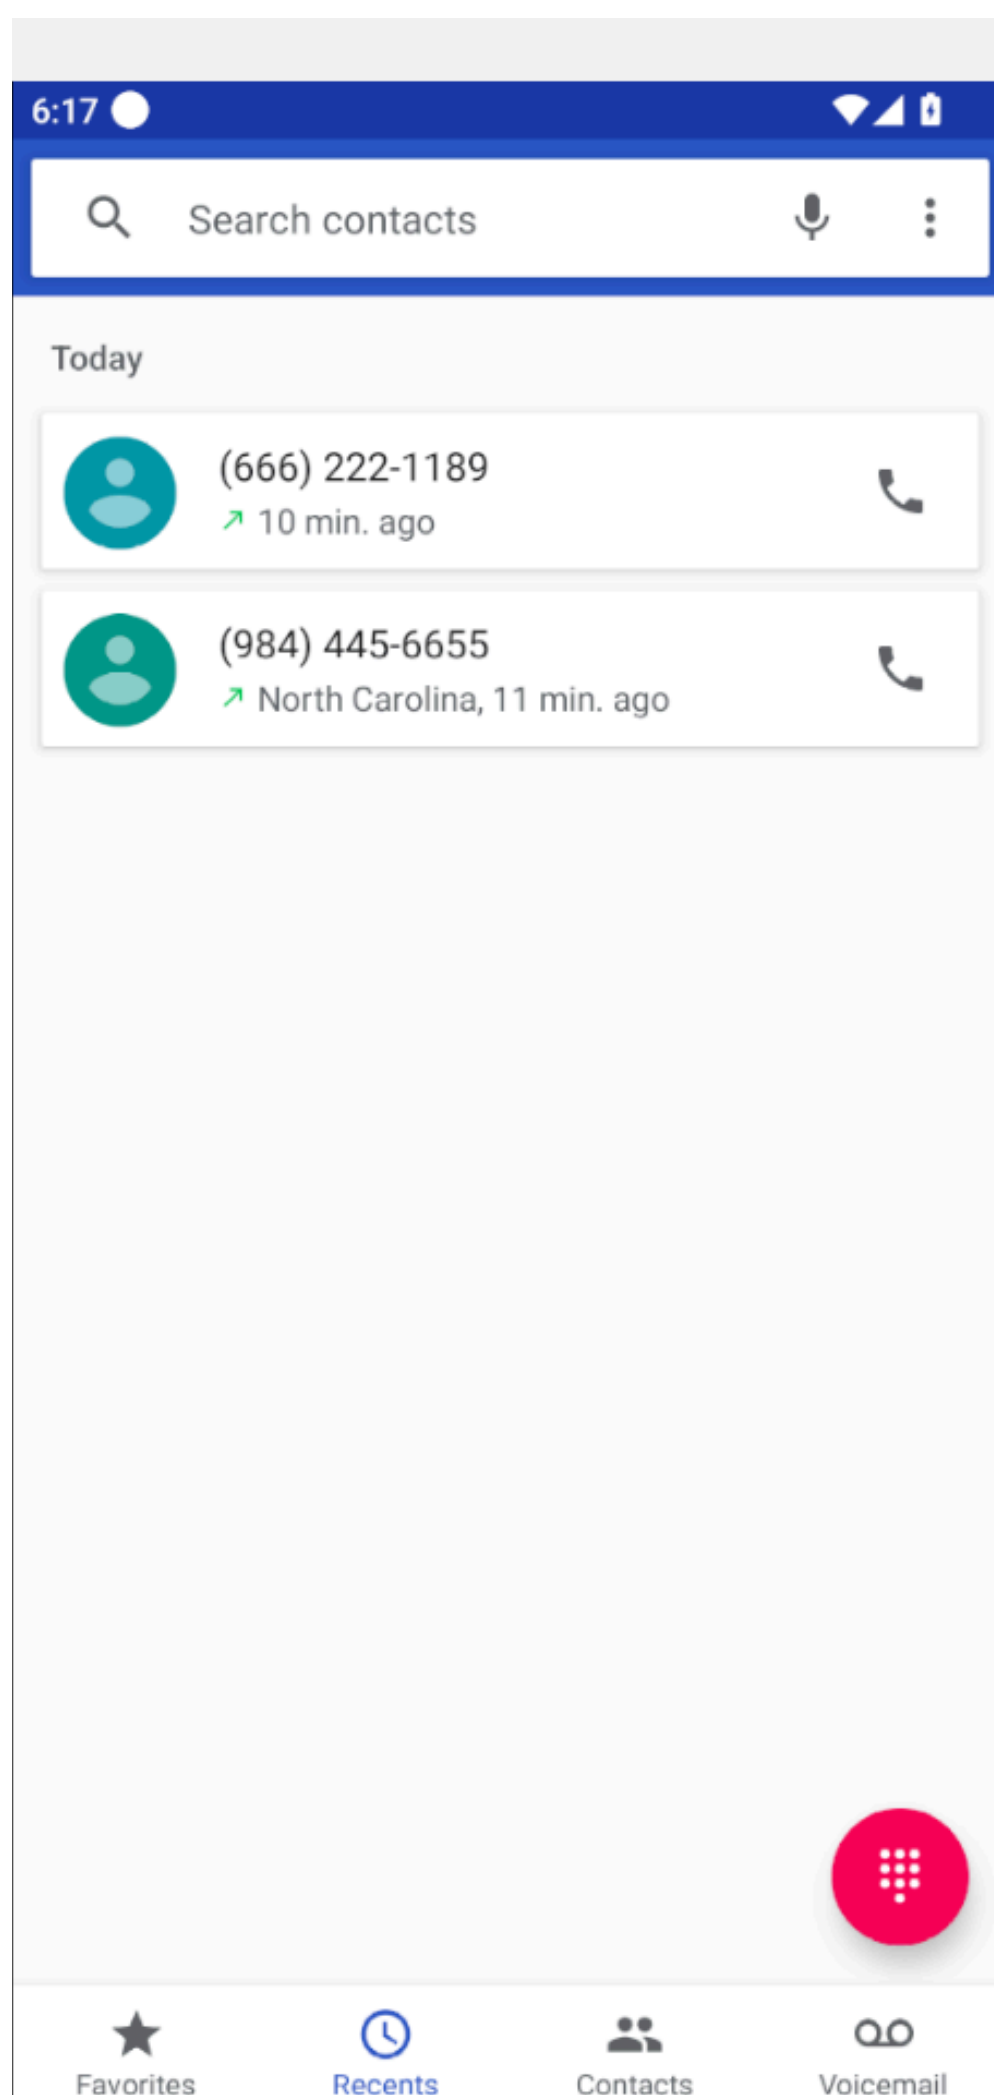 6:17
Search contacts
Today
(666) 222-1189
10 min. ago
(984) 445-6655
North Carolina, 11 min. ago
Favorites
Recents
Contacts
Voicemail